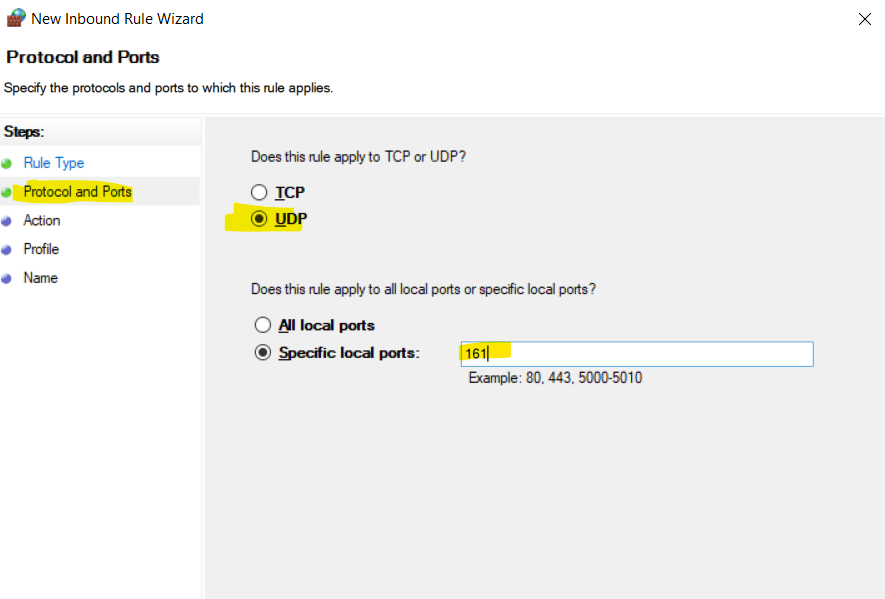 New Inbound Rule Wizard
Protocol and Ports
Specify the protocols and ports to which this rule applies.
Steps:
Rule Type
Protocol and Ports
Action
Profile
Name
Does this rule apply to TCP or UDP?
TCP
UDP
Does this rule apply to all local ports or specific local ports?
All local ports
Specific local ports:
161
Example: 80, 443, 5000-5010